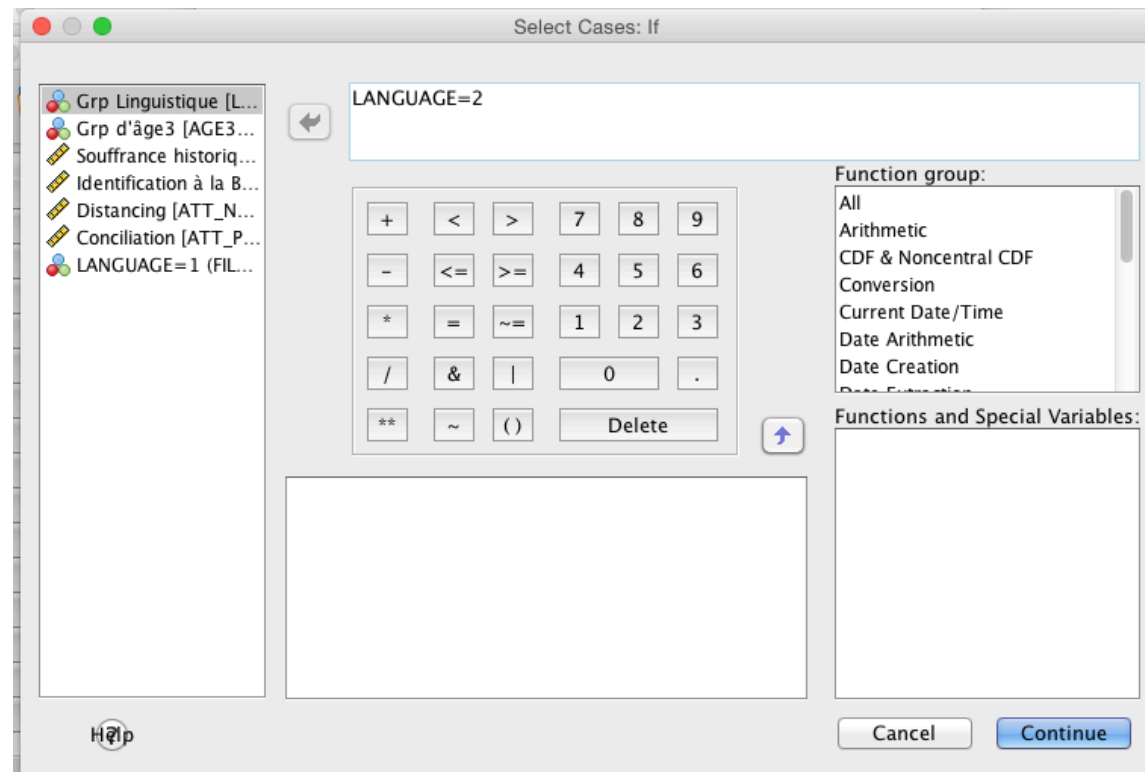 Select Cases: If
Grp Linguistique [L...
Grp d'âge3 [AGE3...
Souffrance historiq...
Identification à la B...
Distancing [ATT_N...
Conciliation [ATT_P...
LANGUAGE=1 (FIL...
LANGUAGE=2
+ < > 7 8 9
- <= >= 4 5 6
* = ~= 1 2 3
/ & | 0 .
** ~ () Delete
Function group:
All
Arithmetic
CDF & Noncentral CDF
Conversion
Current Date/Time
Date Arithmetic
Date Creation
Date Extraction
Functions and Special Variables:
Help
?
Cancel
Continue